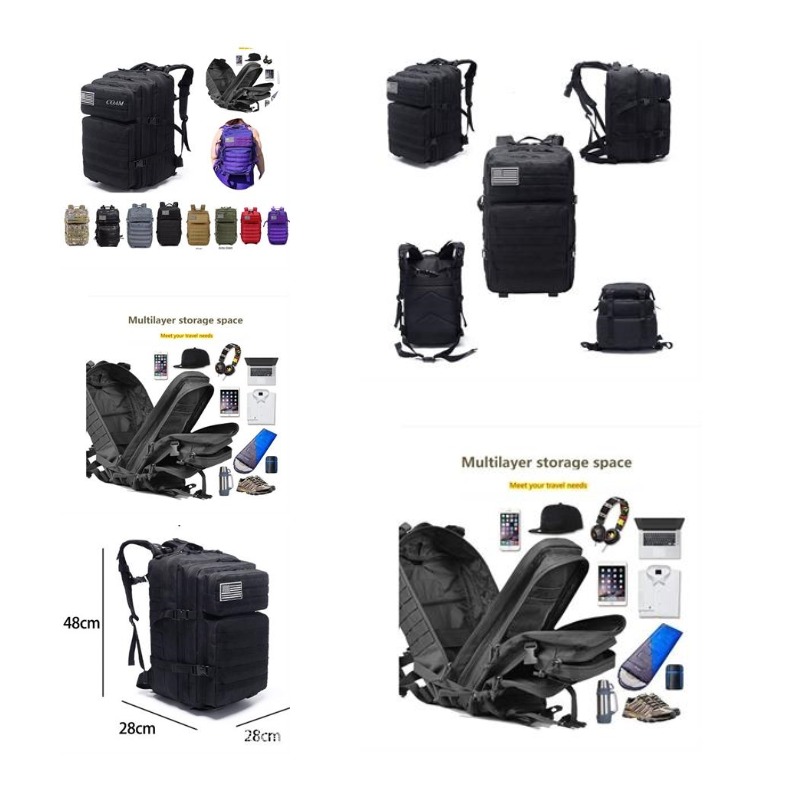 COAM
Multilayer storage space
Meet your travel needs
48cm
28cm
28cm
Multilayer storage space
Meet your travel needs